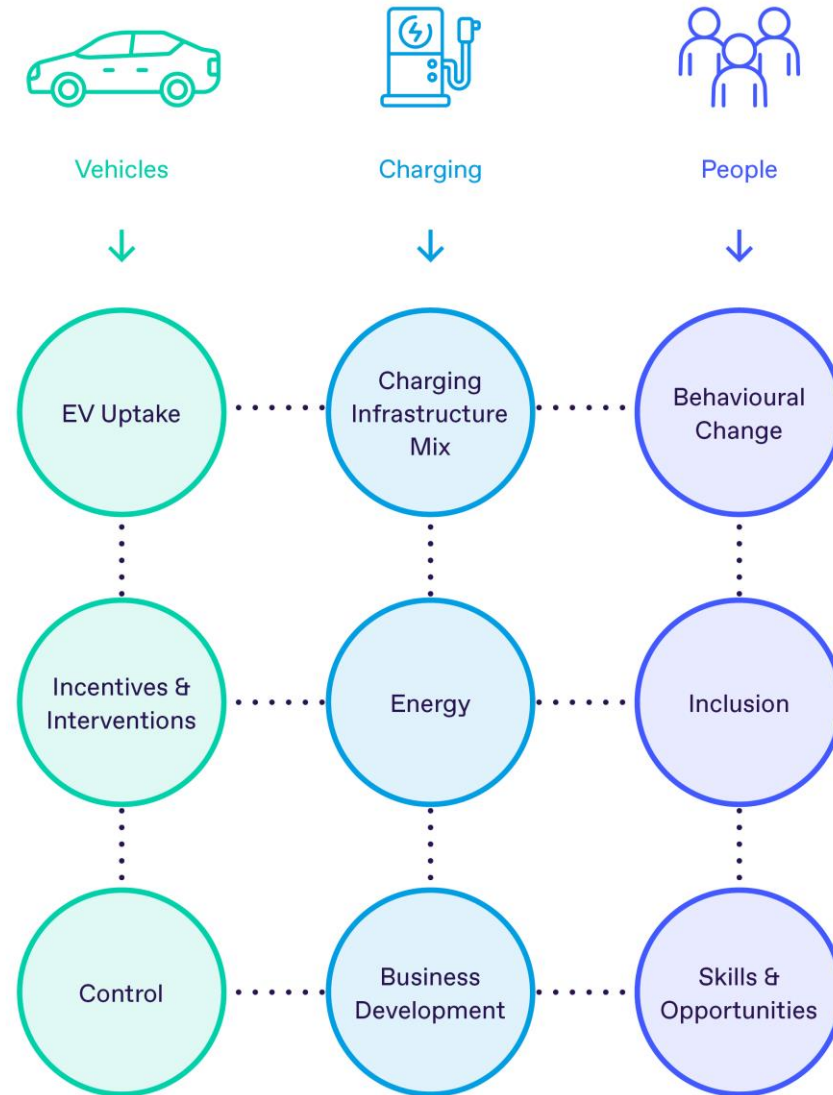 Vehicles
Charging
People
EV Uptake
Charging
Infrastructure
Mix
Behavioural
Change
Incentives &
Interventions
Energy
Inclusion
Control
Business
Development
Skills &
Opportunities